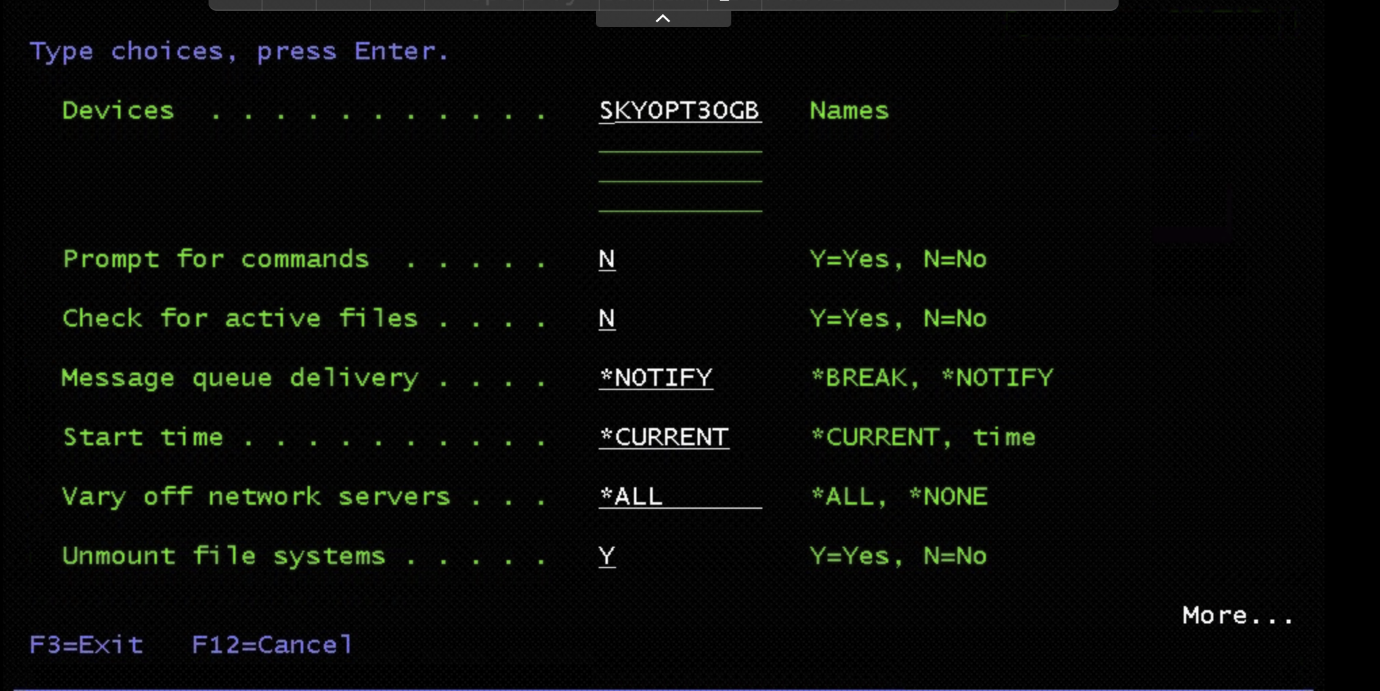 Type choices, press Enter.
Devices . . . . . . . . . . . SKYOPT30GB Names
Prompt for commands . . . . . N Y=Yes, N=No
Check for active files . . . . N Y=Yes, N=No
Message queue delivery . . . . *NOTIFY *BREAK, *NOTIFY
Start time . . . . . . . . . . *CURRENT *CURRENT, time
Vary off network servers . . . *ALL *ALL, *NONE
Unmount file systems . . . . . Y Y=Yes, N=No
More...
F3=Exit F12=Cancel